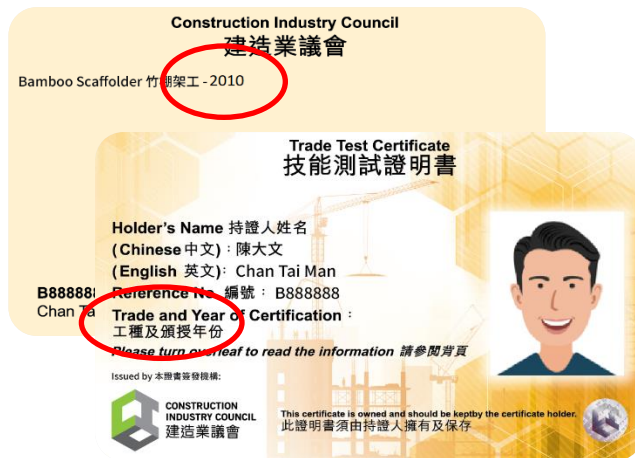 Construction Industry Council
建造業議會
Bamboo Scaffolder 竹棚架工 - 2010
Trade Test Certificate
技能測試證明書
Holder's Name 持證人姓名
(Chinese 中文)：陳大文
(English 英文)： Chan Tai Man
B888888
Reference No. 編號： B888888
Chan Ta
Trade and Year of Certification：
工種及頒授年份
Please turn overleaf to read the information 請參閱背頁
Issued by 本證書簽發機構:
CONSTRUCTION
INDUSTRY COUNCIL
建造業議會
This certificate is owned and should be keptby the certificate holder.
此證明書須由持證人擁有及保存